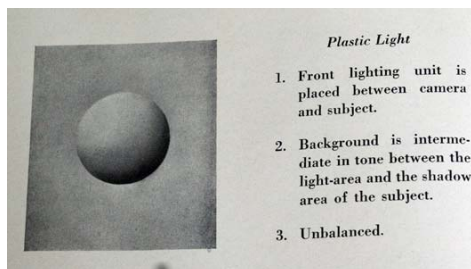 Plastic Light
1. Front lighting unit is
placed between camera
and subject.
2. Background is interme-
diate in tone between the
light-area and the shadow
area of the subject.
3. Unbalanced.